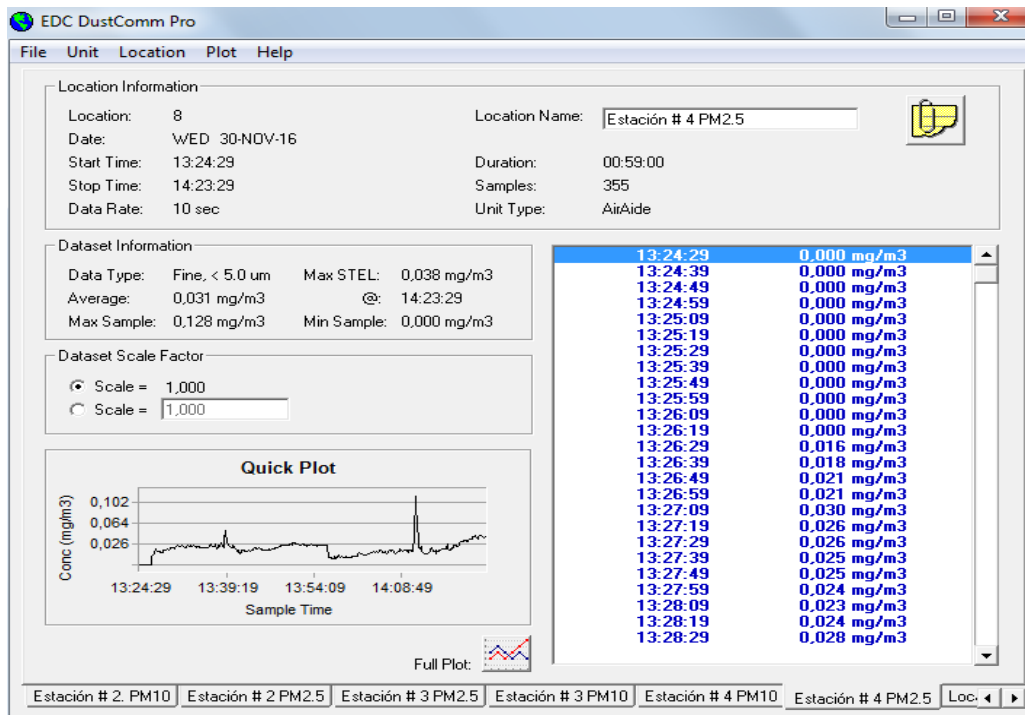 EDC DustComm Pro
File Unit Location Plot Help
Location Information
Location: 8 Location Name: Estación # 4 PM2.5
Date: WED 30-NOV-16
Start Time: 13:24:29 Duration: 00:59:00
Stop Time: 14:23:29 Samples: 355
Data Rate: 10 sec Unit Type: AirAide
Dataset Information
Data Type: Fine, < 5.0 um Max STEL: 0,038 mg/m3
Average: 0,031 mg/m3 @: 14:23:29
Max Sample: 0,128 mg/m3 Min Sample: 0,000 mg/m3
Dataset Scale Factor
Scale = 1,000
Scale = 1,000
Quick Plot
Conc (mg/m3)
0,102
0,064
0,026
13:24:29 13:39:19 13:54:09 14:08:49
Sample Time
Full Plot:
13:24:29 0,000 mg/m3
13:24:39 0,000 mg/m3
13:24:49 0,000 mg/m3
13:24:59 0,000 mg/m3
13:25:09 0,000 mg/m3
13:25:19 0,000 mg/m3
13:25:29 0,000 mg/m3
13:25:39 0,000 mg/m3
13:25:49 0,000 mg/m3
13:25:59 0,000 mg/m3
13:26:09 0,000 mg/m3
13:26:19 0,000 mg/m3
13:26:29 0,016 mg/m3
13:26:39 0,018 mg/m3
13:26:49 0,021 mg/m3
13:26:59 0,021 mg/m3
13:27:09 0,030 mg/m3
13:27:19 0,026 mg/m3
13:27:29 0,026 mg/m3
13:27:39 0,025 mg/m3
13:27:49 0,025 mg/m3
13:27:59 0,024 mg/m3
13:28:09 0,023 mg/m3
13:28:19 0,024 mg/m3
13:28:29 0,028 mg/m3
Estación # 2. PM10 Estación # 2 PM2.5 Estación # 3 PM2.5 Estación # 3 PM10 Estación # 4 PM10 Estación # 4 PM2.5 Loc